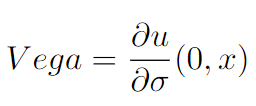 Vega = ∂u/∂σ (0, x)